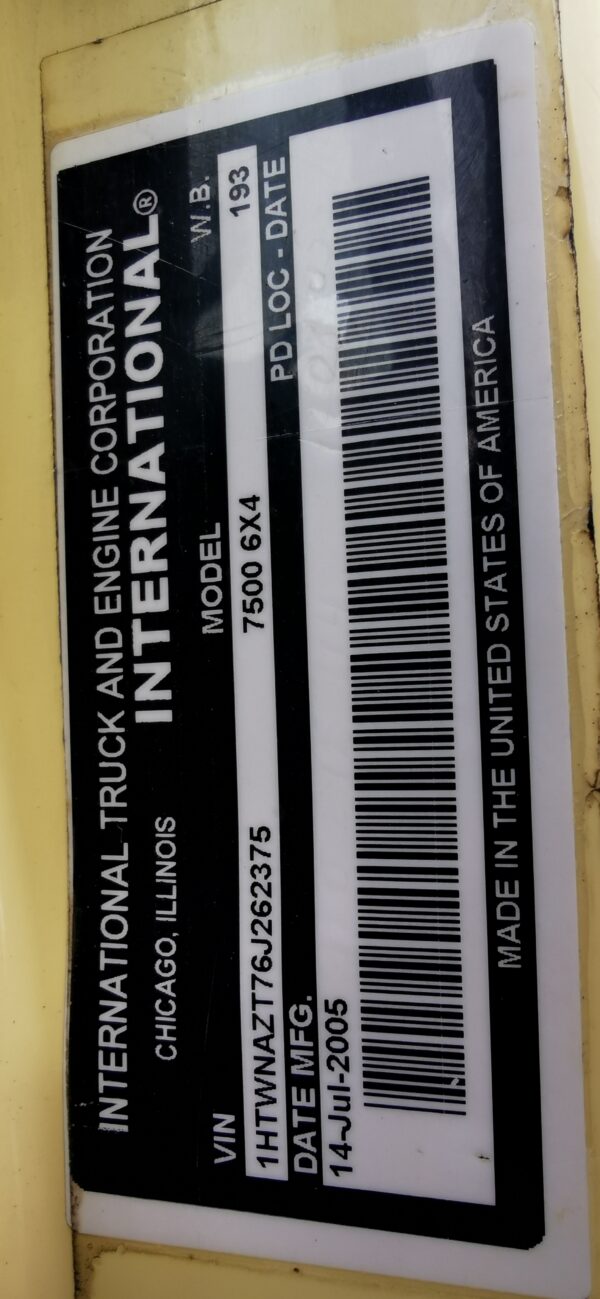 INTERNATIONAL TRUCK AND ENGINE CORPORATION
CHICAGO, ILLINOIS INTERNATIONAL®
VIN MODEL W.B.
1HTWNAZT76J262375 7500 6X4 193
DATE MFG. PD LOC - DATE
14-Jul-2005
MADE IN THE UNITED STATES OF AMERICA